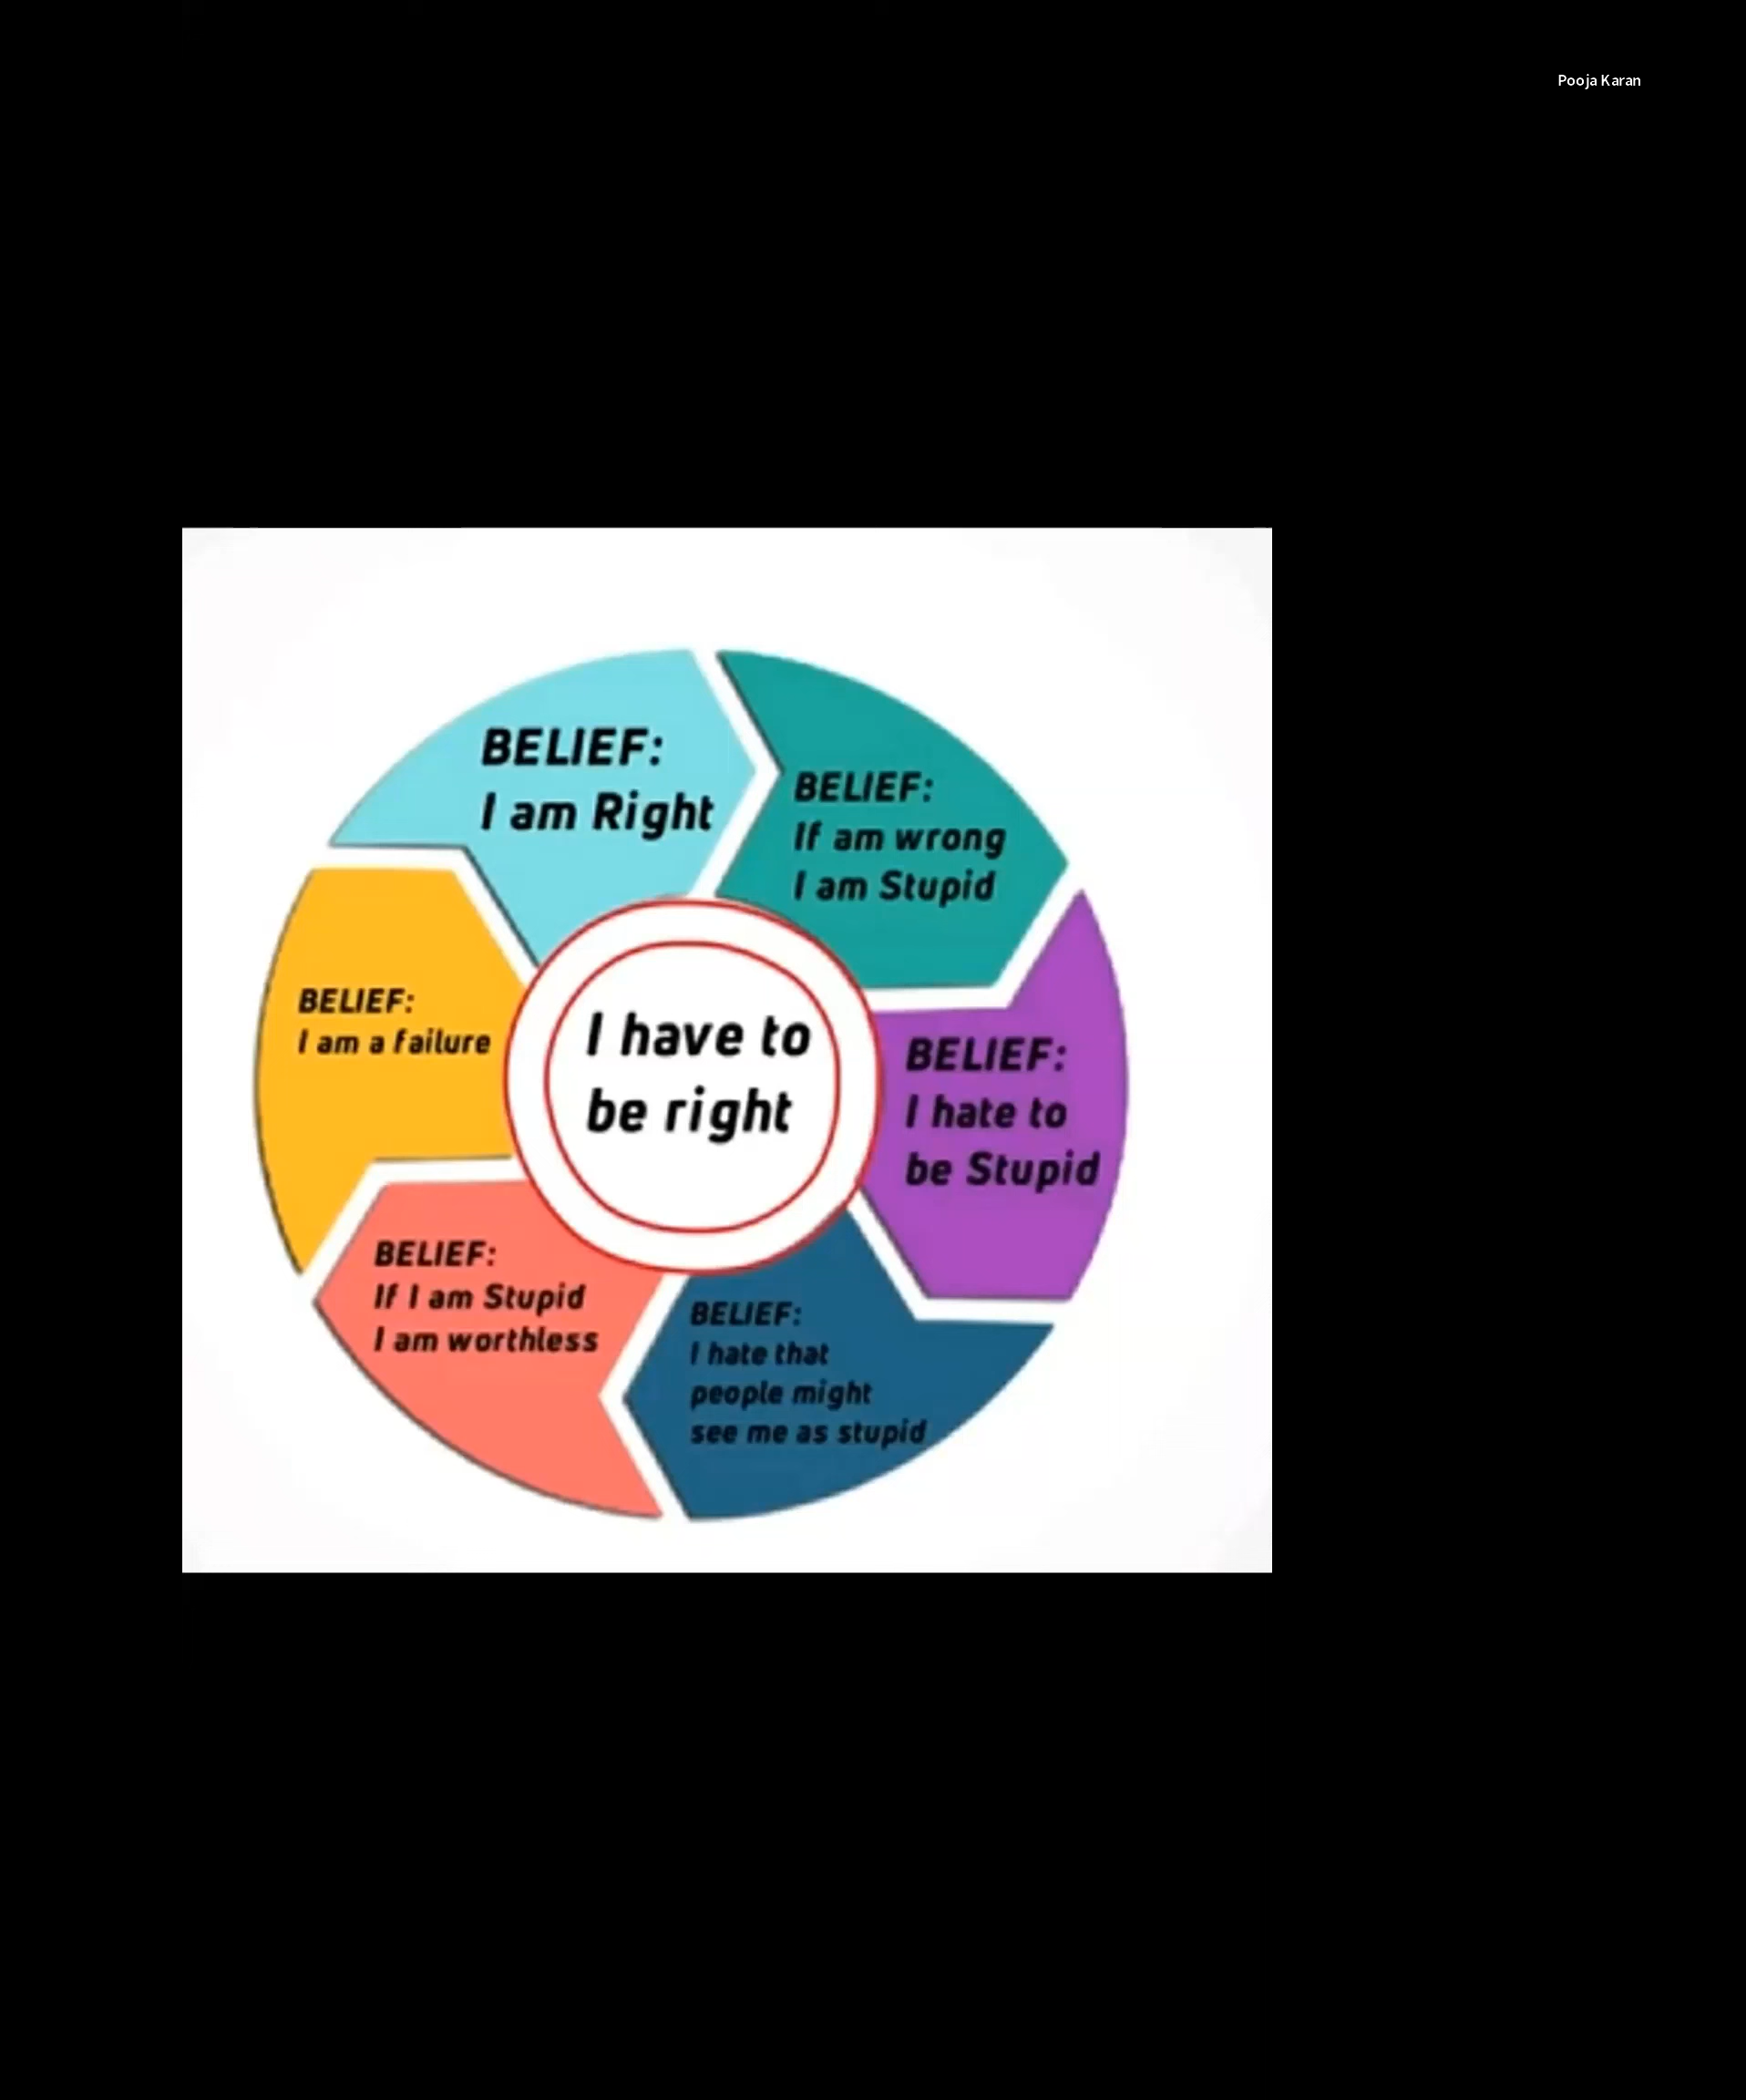 Pooja Karan
BELIEF:
I am Right
BELIEF:
If am wrong
I am Stupid
BELIEF:
I hate to
be Stupid
BELIEF:
I hate that
people might
see me as stupid
BELIEF:
If I am Stupid
I am worthless
BELIEF:
I am a failure
I have to
be right